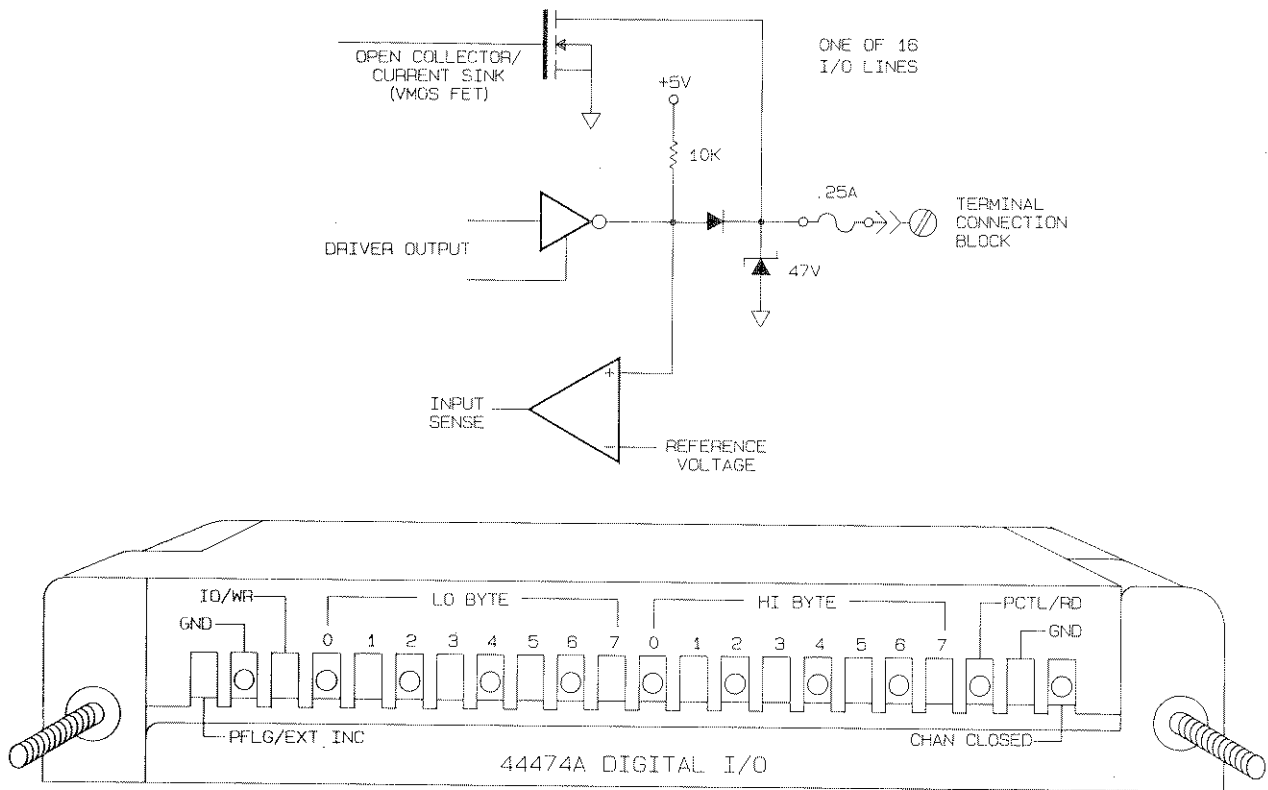 OPEN COLLECTOR/
CURRENT SINK
(VMOS FET)
ONE OF 16
I/O LINES
+5V
10K
.25A
TERMINAL
CONNECTION
BLOCK
DRIVER OUTPUT
47V
+
INPUT
SENSE
−
REFERENCE
VOLTAGE
IO/WR
LO BYTE
HI BYTE
PCTL/RD
GND
GND
0 1 2 3 4 5 6 7 0 1 2 3 4 5 6 7
PFLG/EXT INC
CHAN CLOSED
44474A DIGITAL I/O